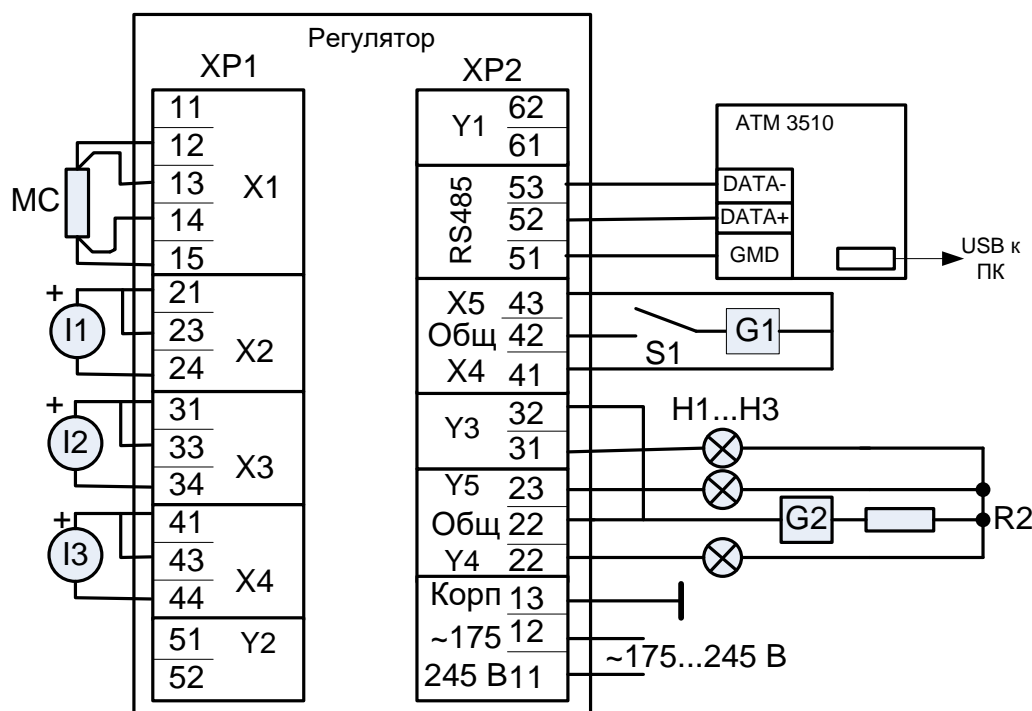 Регулятор
XP1
11
12
13
14
15
X1
MC
21
23
24
X2
+
I1
31
33
34
X3
+
I2
41
43
44
X4
+
I3
51
52
Y2
XP2
Y1
62
61
RS485
53
52
51
X5 43
Общ 42
X4 41
Y3
32
31
Y5 23
Общ 22
Y4 22
Корп 13
~175 12
245 В 11
ATM 3510
DATA-
DATA+
GMD
USB к
ПК
S1
G1
H1...H3
G2
R2
~175...245 В